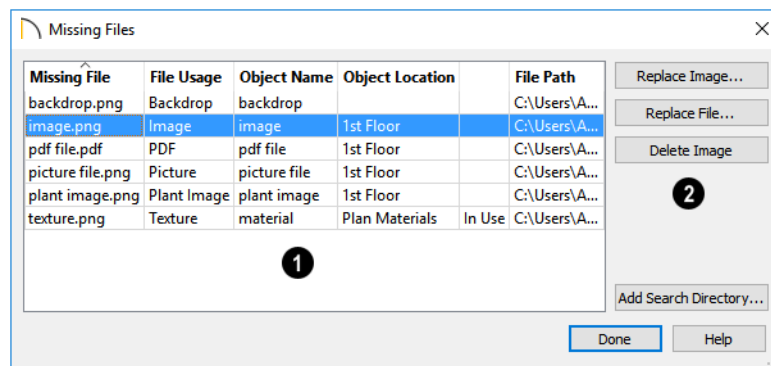 Missing Files
Missing File File Usage Object Name Object Location File Path
backdrop.png Backdrop backdrop C:\Users\A...
image.png Image image 1st Floor C:\Users\A...
pdf file.pdf PDF pdf file 1st Floor C:\Users\A...
picture file.png Picture picture file 1st Floor C:\Users\A...
plant image.png Plant Image plant image 1st Floor C:\Users\A...
texture.png Texture material Plan Materials In Use C:\Users\A...
1
Replace Image...
Replace File...
Delete Image
2
Add Search Directory...
Done Help